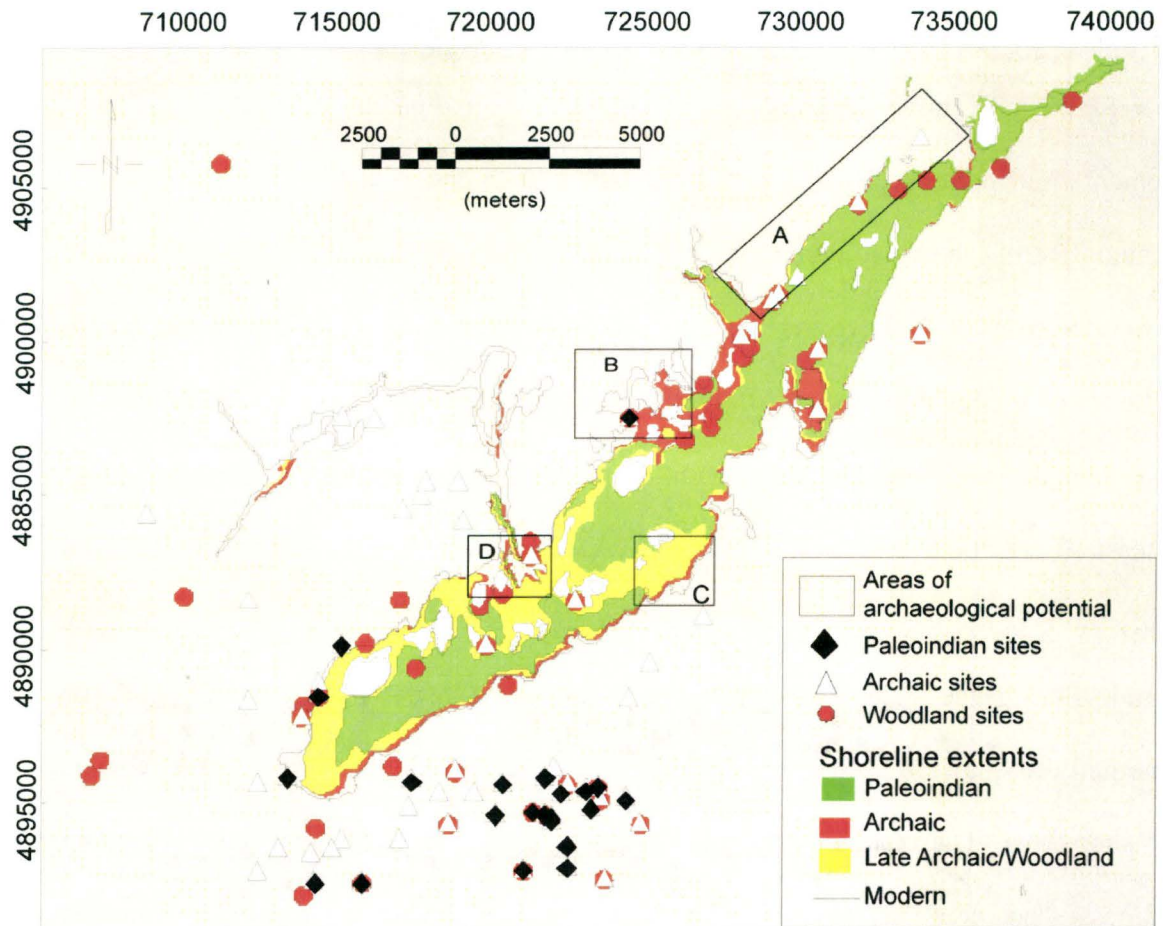 710000 715000 720000 725000 730000 735000 740000
2500 0 2500 5000
(meters)
N
4905000
4900000
4885000
4890000
4895000
A
B
C
D
Areas of
archaeological potential
Paleoindian sites
Archaic sites
Woodland sites
Shoreline extents
Paleoindian
Archaic
Late Archaic/Woodland
Modern